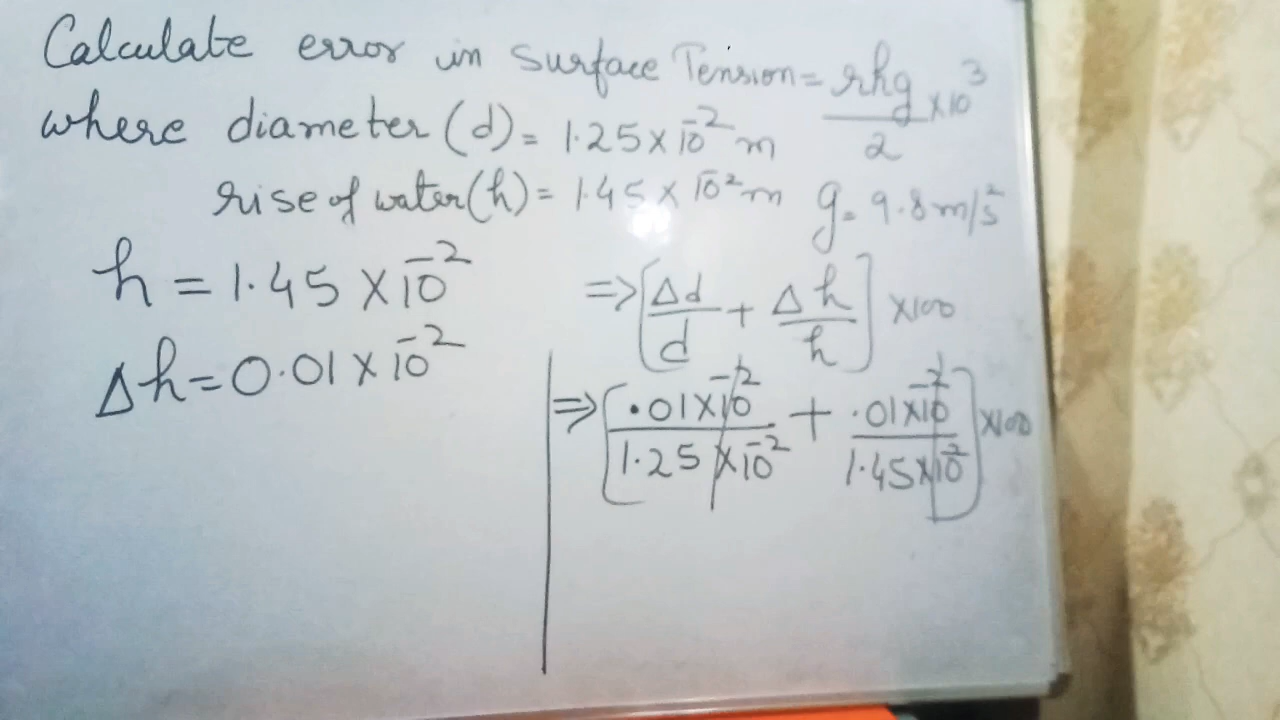 Calculate error in Surface Tension = rhg/2 ×10³
where diameter (d) = 1.25 × 10⁻² m
rise of water (h) = 1.45 × 10⁻² m g = 9.8 m/s²
h = 1.45 × 10⁻²
Δh = 0.01 × 10⁻²
⇒ [Δd/d + Δh/h] ×100
⇒ [.01×10⁻²/1.25×10⁻² + .01×10⁻²/1.45×10⁻²] ×100